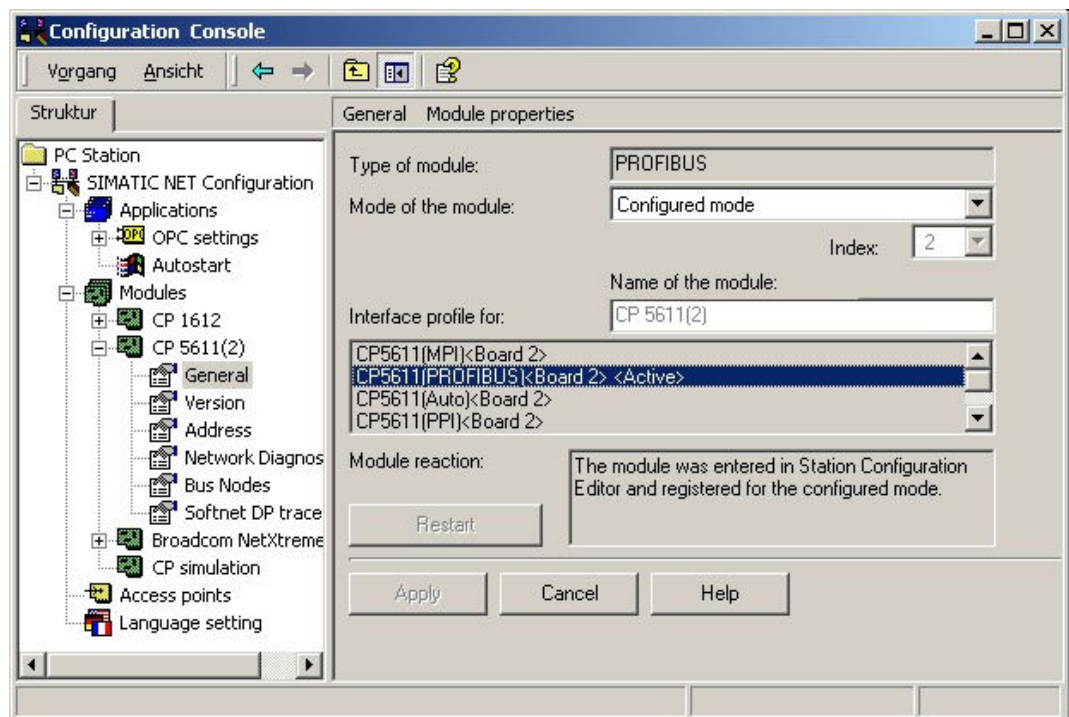 Configuration Console
Vorgang Ansicht
Struktur
General Module properties
PC Station
SIMATIC NET Configuration
Applications
OPC settings
Autostart
Modules
CP 1612
CP 5611(2)
General
Version
Address
Network Diagnos
Bus Nodes
Softnet DP trace
Broadcom NetXtreme
CP simulation
Access points
Language setting
Type of module:
PROFIBUS
Mode of the module:
Configured mode
Index:
2
Name of the module:
Interface profile for:
CP 5611(2)
CP5611(MPI)<Board 2>
CP5611(PROFIBUS)<Board 2> <Active>
CP5611(Auto)<Board 2>
CP5611(PPI)<Board 2>
Module reaction:
The module was entered in Station Configuration
Editor and registered for the configured mode.
Restart
Apply
Cancel
Help